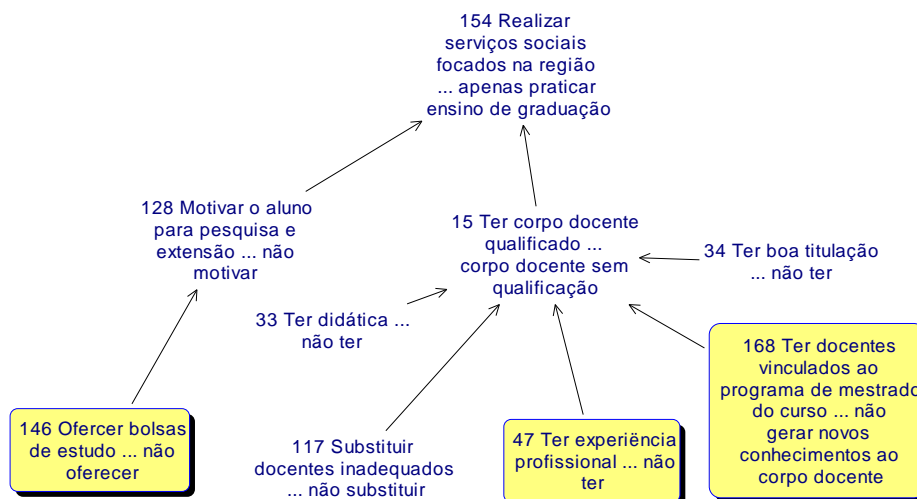 154 Realizar
serviços sociais
focados na região
... apenas praticar
ensino de graduação
128 Motivar o aluno
para pesquisa e
extensão ... não
motivar
15 Ter corpo docente
qualificado ...
corpo docente sem
qualificação
34 Ter boa titulação
... não ter
33 Ter didática ...
não ter
146 Ofercer bolsas
de estudo ... não
oferecer
117 Substituir
docentes inadequados
... não substituir
47 Ter experiëncia
profissional ... não
ter
168 Ter docentes
vinculados ao
programa de mestrado
do curso ... não
gerar novos
conhecimentos ao
corpo docente